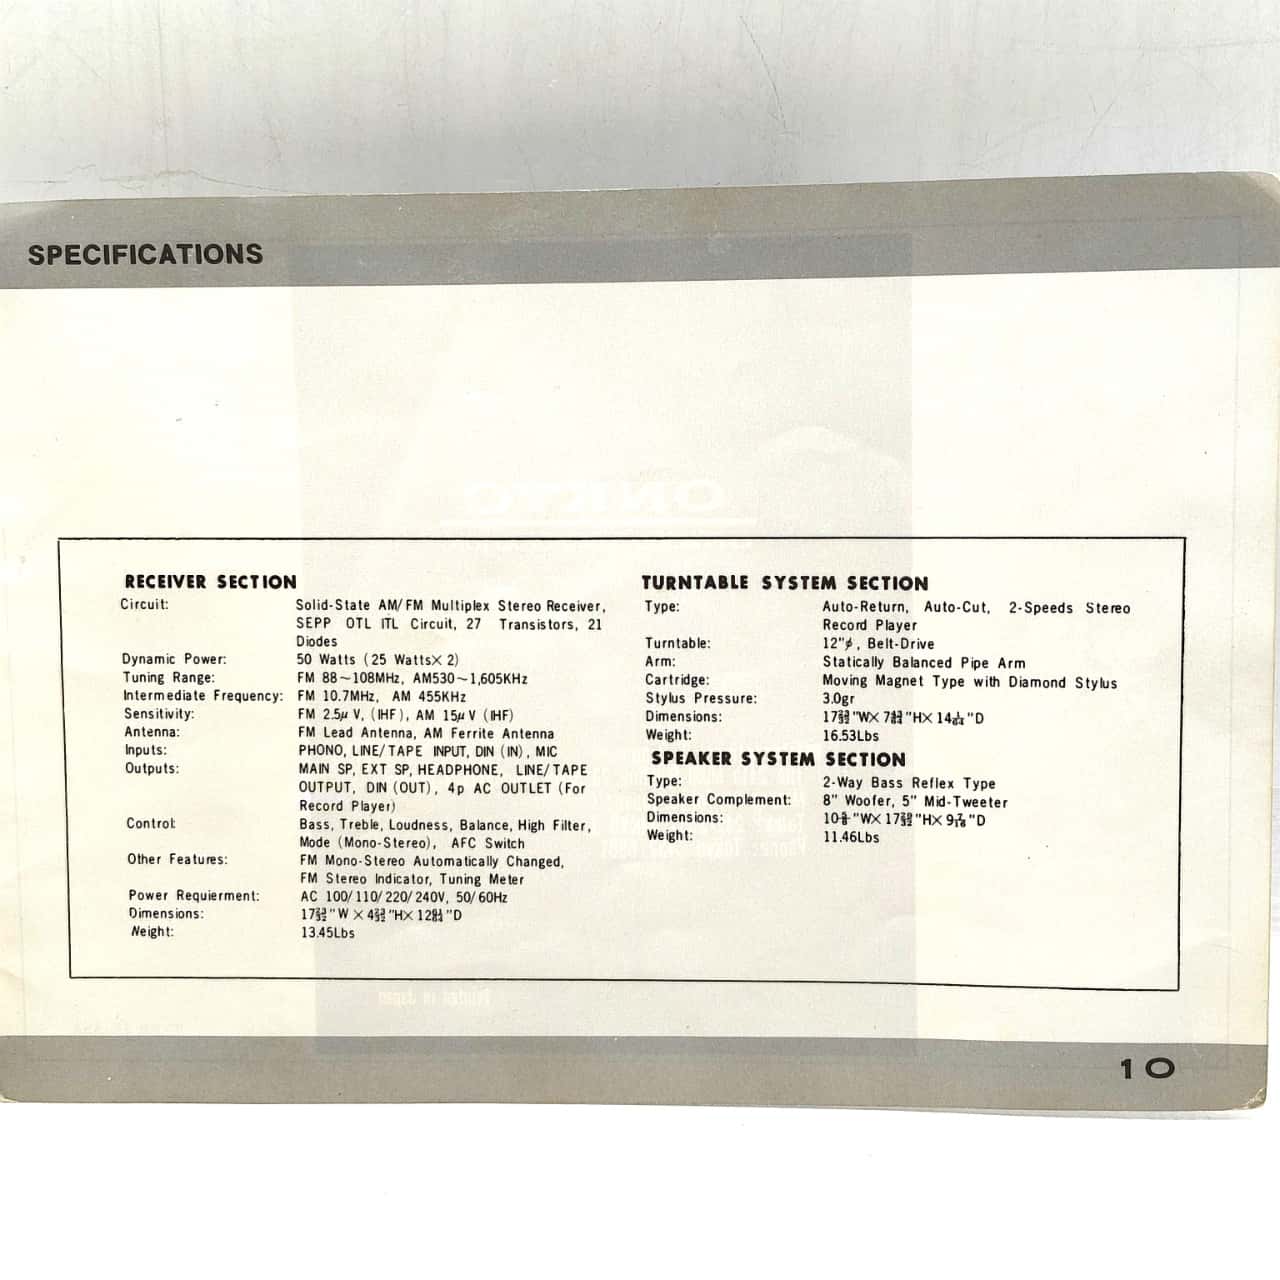 SPECIFICATIONS
RECEIVER SECTION
Circuit: Solid-State AM/FM Multiplex Stereo Receiver,
SEPP OTL ITL Circuit, 27 Transistors, 21
Diodes
Dynamic Power: 50 Watts (25 Watts× 2)
Tuning Range: FM 88~108MHz, AM530~1,605KHz
Intermediate Frequency: FM 10.7MHz, AM 455KHz
Sensitivity: FM 2.5μ V, (IHF), AM 15μ V (IHF)
Antenna: FM Lead Antenna, AM Ferrite Antenna
Inputs: PHONO, LINE/TAPE INPUT, DIN (IN), MIC
Outputs: MAIN SP, EXT SP, HEADPHONE, LINE/TAPE
OUTPUT, DIN (OUT), 4p AC OUTLET (For
Record Player)
Control: Bass, Treble, Loudness, Balance, High Filter,
Mode (Mono-Stereo), AFC Switch
Other Features: FM Mono-Stereo Automatically Changed,
FM Stereo Indicator, Tuning Meter
Power Requierment: AC 100/110/220/240V, 50/60Hz
Dimensions: "W × "H× "D
Weight: 13.45Lbs
TURNTABLE SYSTEM SECTION
Type: Auto-Return, Auto-Cut, 2-Speeds Stereo
Record Player
Turntable: 12"φ, Belt-Drive
Arm: Statically Balanced Pipe Arm
Cartridge: Moving Magnet Type with Diamond Stylus
Stylus Pressure: 3.0gr
Dimensions: "W× "H× "D
Weight: 16.53Lbs
SPEAKER SYSTEM SECTION
Type: 2-Way Bass Reflex Type
Speaker Complement: 8" Woofer, 5" Mid-Tweeter
Dimensions: "W× "H× "D
Weight: 11.46Lbs
10